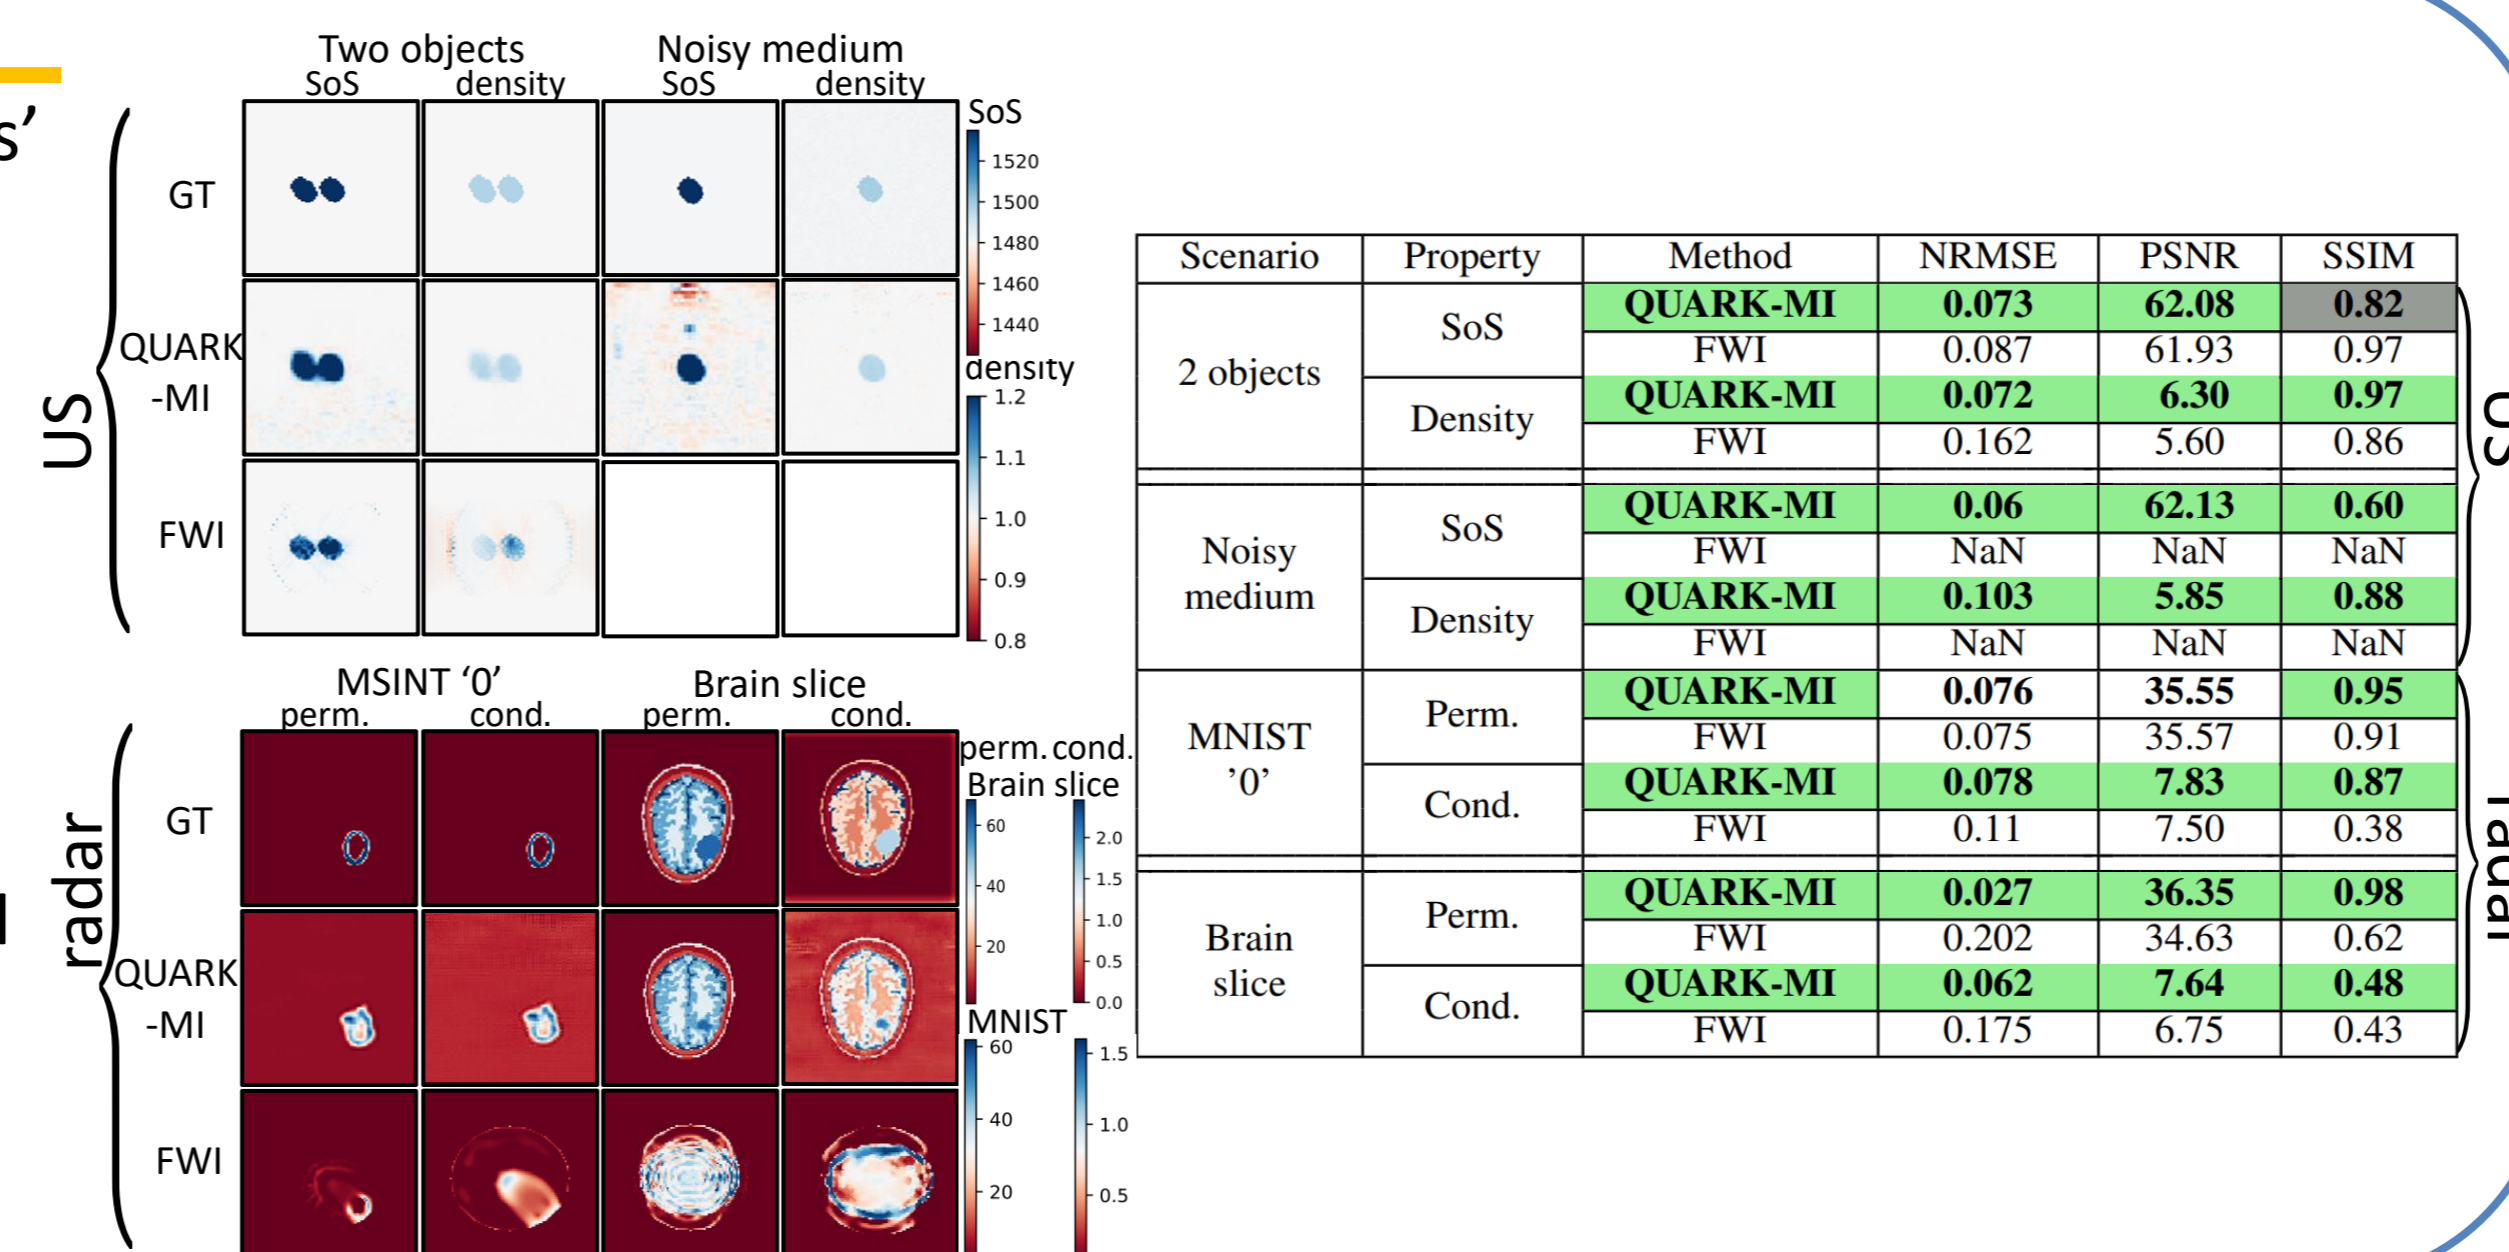 s’
US
Two objects
Noisy medium
SoS density SoS density
GT
QUARK
-MI
FWI
SoS
1520
1500
1480
1460
1440
density
1.2
1.1
1.0
0.9
0.8
radar
MSINT ‘0’
Brain slice
perm. cond. perm. cond.
GT
QUARK
-MI
FWI
perm. cond.
Brain slice
60
40
20
2.0
1.5
1.0
0.5
0.0
MNIST
60
40
20
1.5
1.0
0.5
Scenario Property Method NRMSE PSNR SSIM
2 objects SoS QUARK-MI 0.073 62.08 0.82
FWI 0.087 61.93 0.97
Density QUARK-MI 0.072 6.30 0.97
FWI 0.162 5.60 0.86
Noisy medium SoS QUARK-MI 0.06 62.13 0.60
FWI NaN NaN NaN
Density QUARK-MI 0.103 5.85 0.88
FWI NaN NaN NaN
MNIST ’0’ Perm. QUARK-MI 0.076 35.55 0.95
FWI 0.075 35.57 0.91
Cond. QUARK-MI 0.078 7.83 0.87
FWI 0.11 7.50 0.38
Brain slice Perm. QUARK-MI 0.027 36.35 0.98
FWI 0.202 34.63 0.62
Cond. QUARK-MI 0.062 7.64 0.48
FWI 0.175 6.75 0.43
US
radar